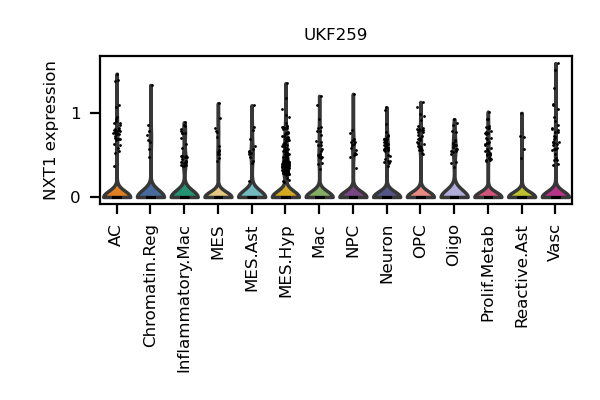 UKF259
NXT1 expression
1
0
AC
Chromatin.Reg
Inflammatory.Mac
MES
MES.Ast
MES.Hyp
Mac
NPC
Neuron
OPC
Oligo
Prolif.Metab
Reactive.Ast
Vasc